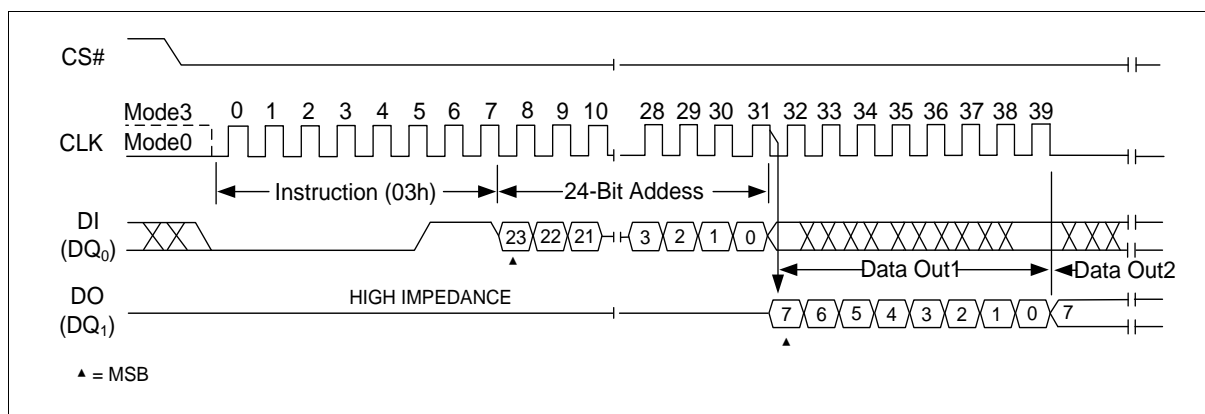 CS#
Mode3 0 1 2 3 4 5 6 7 8 9 10 28 29 30 31 32 33 34 35 36 37 38 39
CLK Mode0
Instruction (03h) 24-Bit Addess
DI
(DQ0) 23 22 21 3 2 1 0
Data Out1 Data Out2
DO HIGH IMPEDANCE
(DQ1) 7 6 5 4 3 2 1 0 7
▲ = MSB